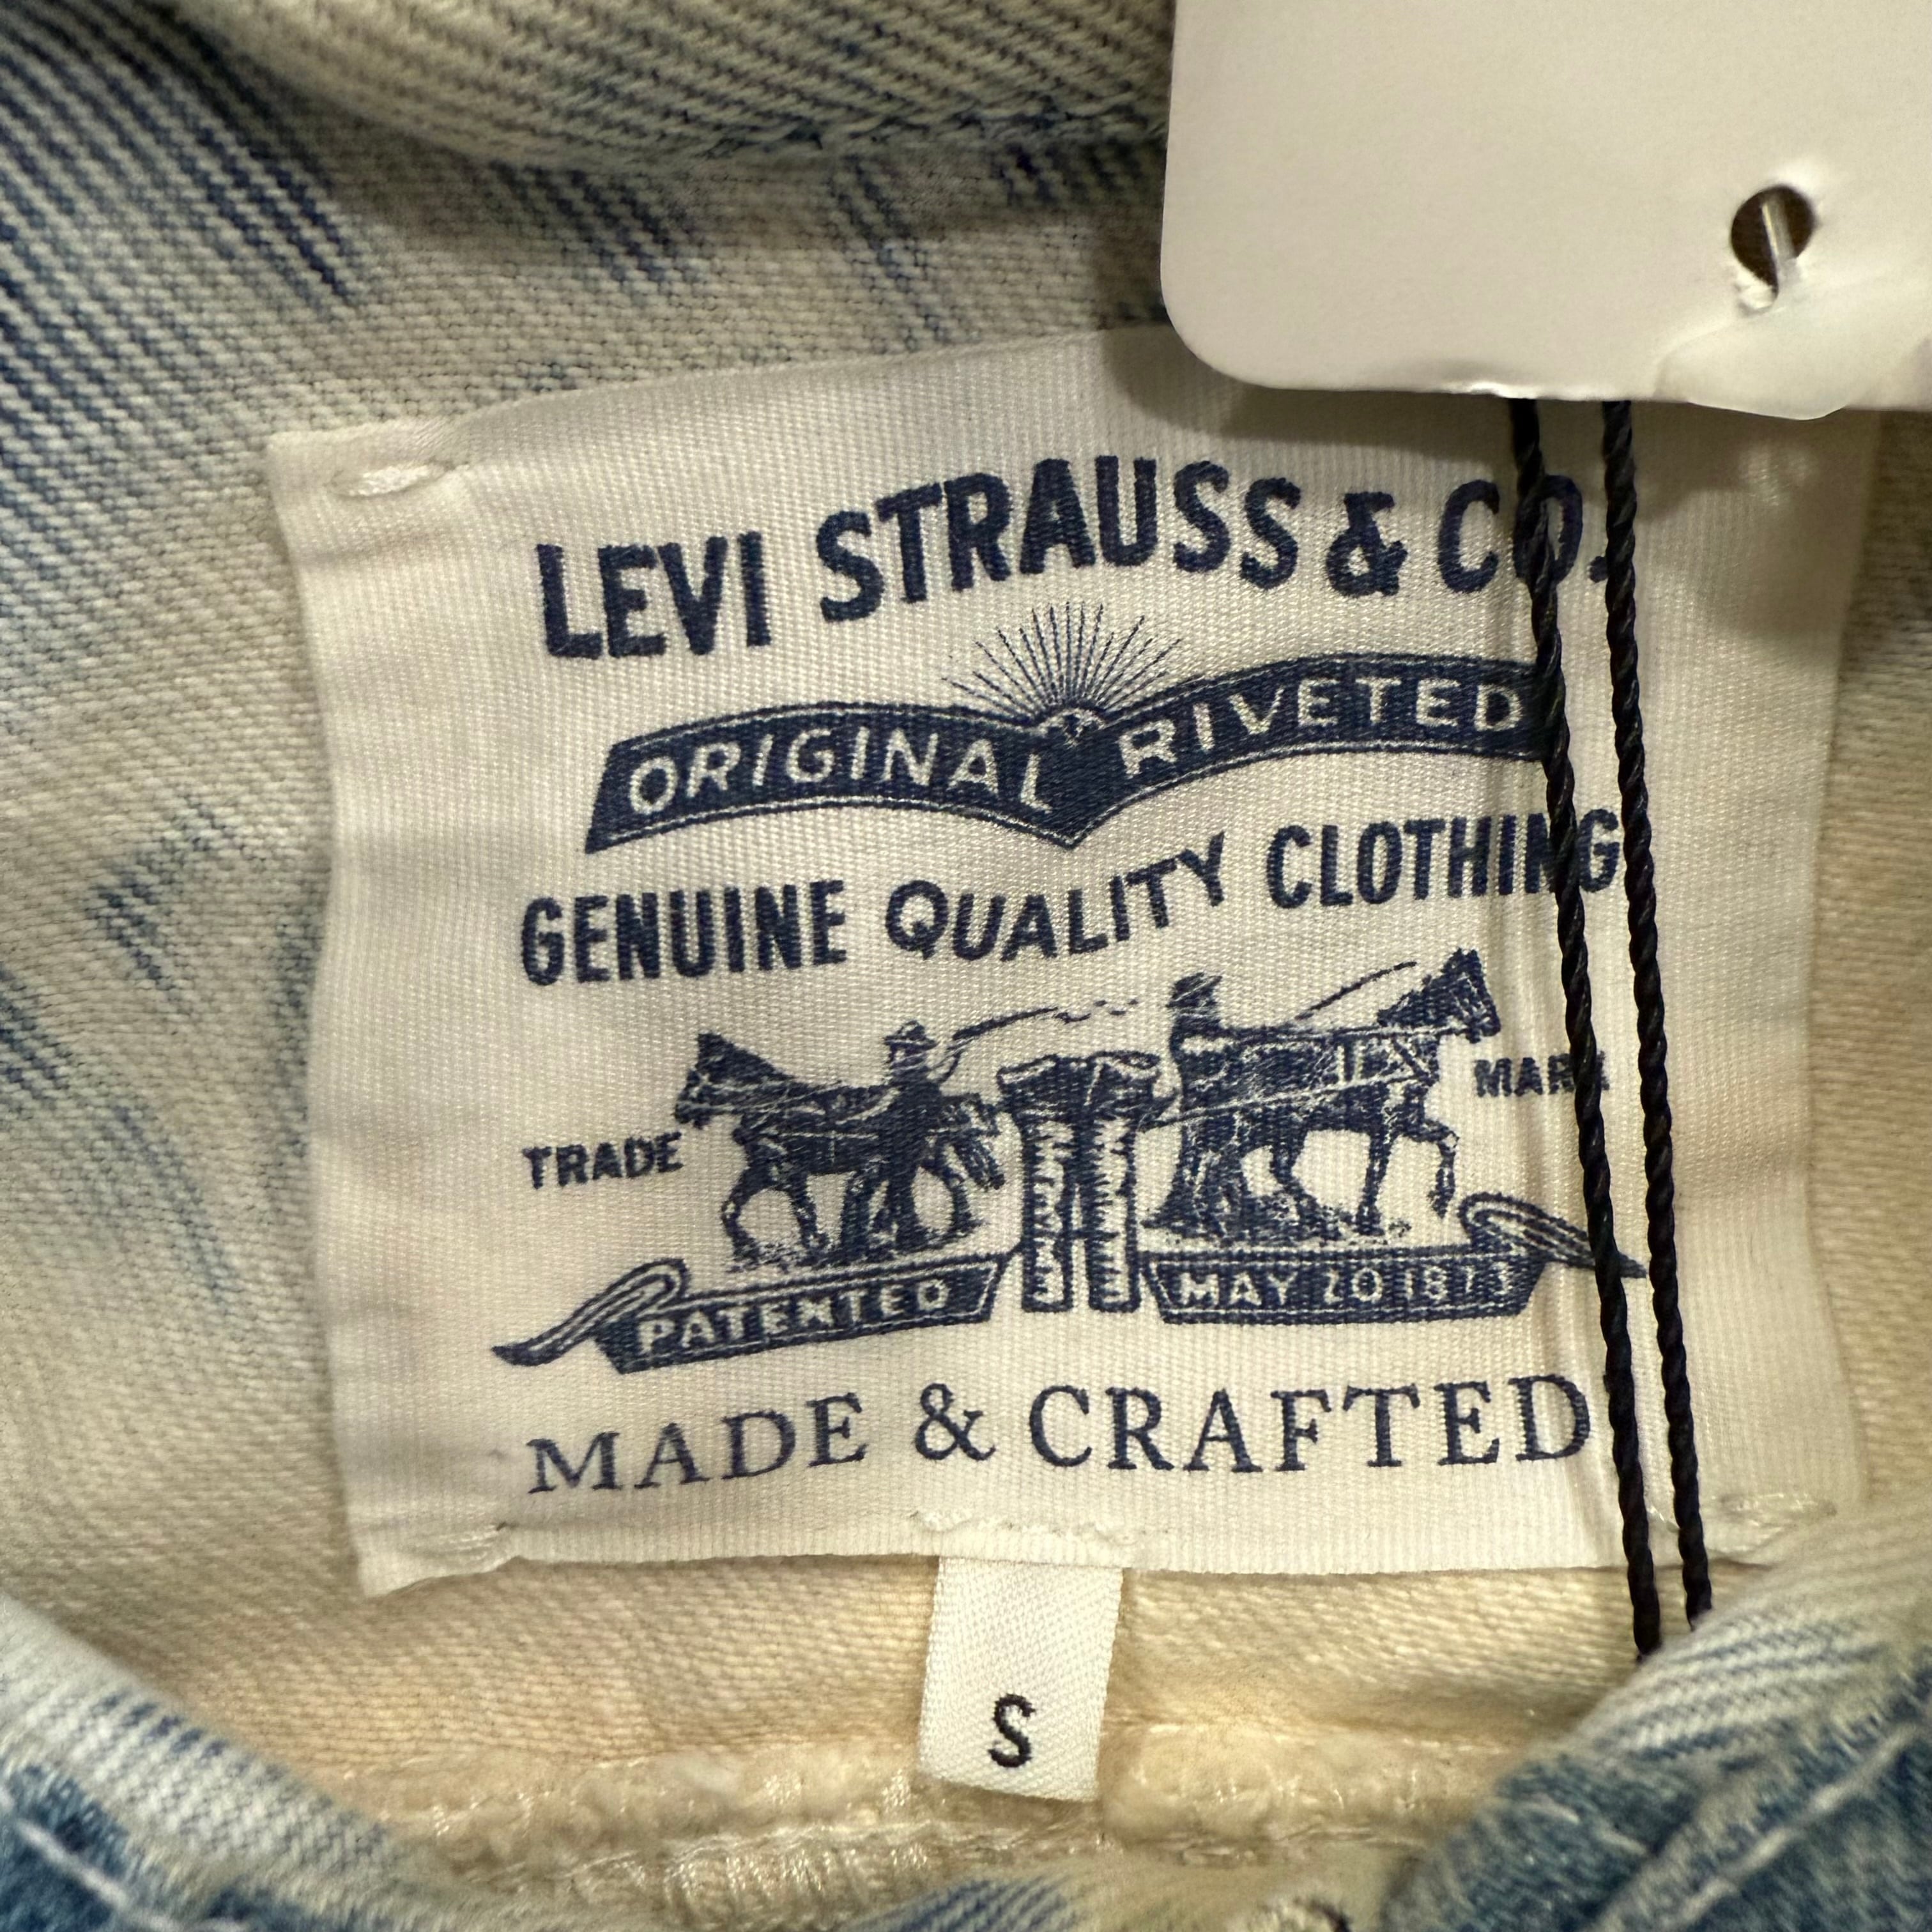 LEVI STRAUSS & CO.
ORIGINAL RIVETED
GENUINE QUALITY CLOTHING
TRADE MARK
PATENTED MAY 20 1873
MADE & CRAFTED
S